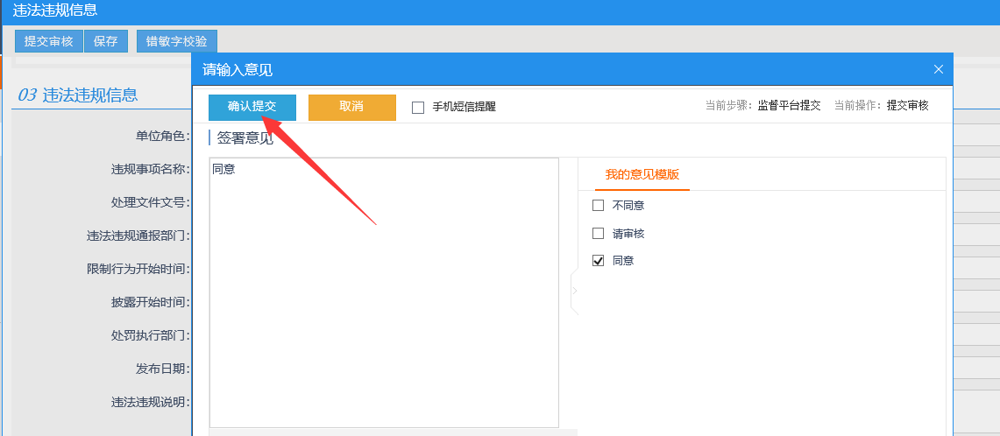 违法违规信息
提交审核 保存 错敏字校验
请输入意见
03 违法违规信息
确认提交 取消 手机短信提醒 当前步骤: 监督平台提交 当前操作: 提交审核
单位角色:
签署意见
违规事项名称:
同意
我的意见模版
处理文件文号:
不同意
违法违规通报部门:
请审核
限制行为开始时间:
同意
披露开始时间:
处罚执行部门:
发布日期:
违法违规说明: